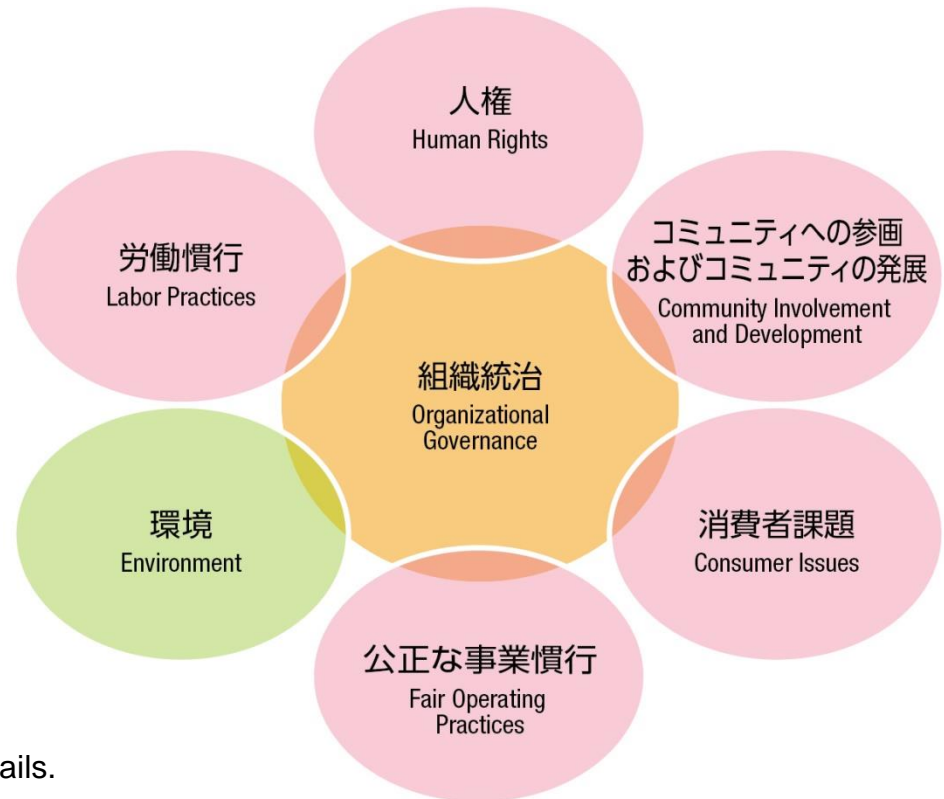 人権
Human Rights
労働慣行
Labor Practices
コミュニティへの参画
およびコミュニティの発展
Community Involvement
and Development
組織統治
Organizational
Governance
環境
Environment
消費者課題
Consumer Issues
公正な事業慣行
Fair Operating
Practices
ails.